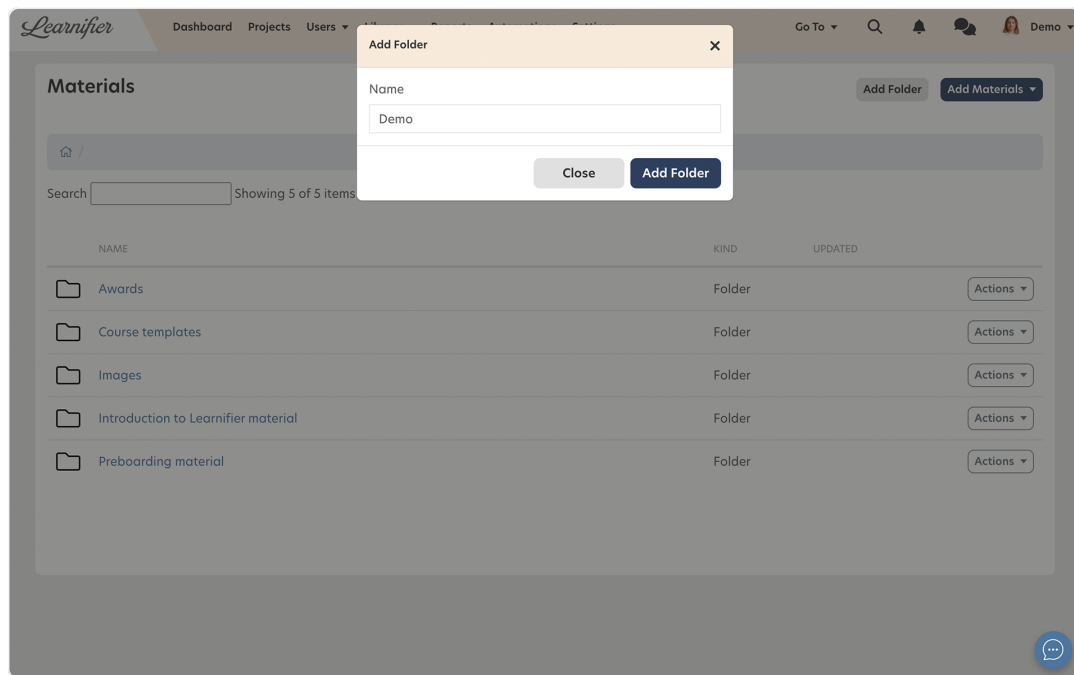 Learnifier Dashboard Projects Users Go To Demo
Add Folder
Materials
Add Folder Add Materials
Name
Demo
/
Close Add Folder
Search Showing 5 of 5 items
NAME KIND UPDATED
Awards Folder Actions
Course templates Folder Actions
Images Folder Actions
Introduction to Learnifier material Folder Actions
Preboarding material Folder Actions